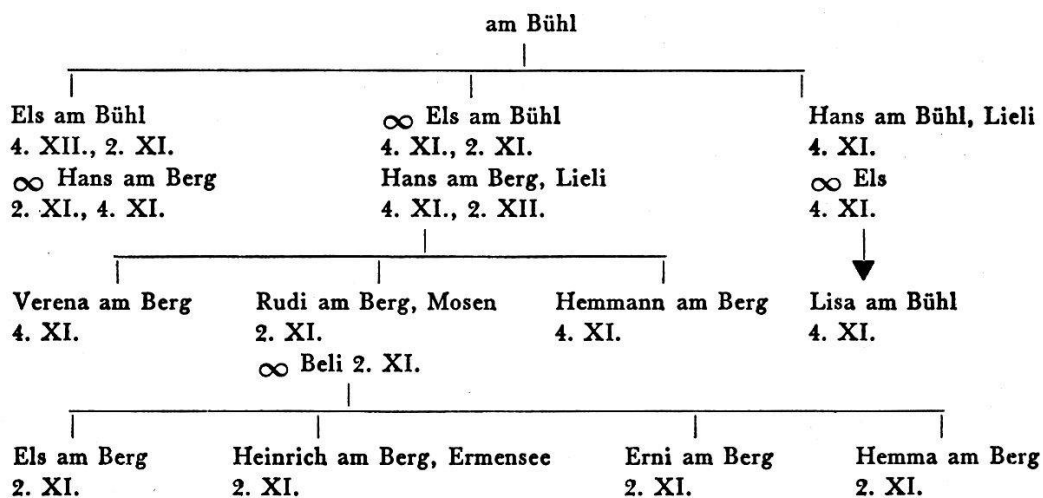 am Bühl
Els am Bühl
4. XII., 2. XI.
∞ Hans am Berg
2. XI., 4. XI.
∞ Els am Bühl
4. XI., 2. XI.
Hans am Berg, Lieli
4. XI., 2. XII.
Hans am Bühl, Lieli
4. XI.
∞ Els
4. XI.
Verena am Berg
4. XI.
Rudi am Berg, Mosen
2. XI.
∞ Beli 2. XI.
Hemmann am Berg
4. XI.
Lisa am Bühl
4. XI.
Els am Berg
2. XI.
Heinrich am Berg, Ermensee
2. XI.
Erni am Berg
2. XI.
Hemma am Berg
2. XI.